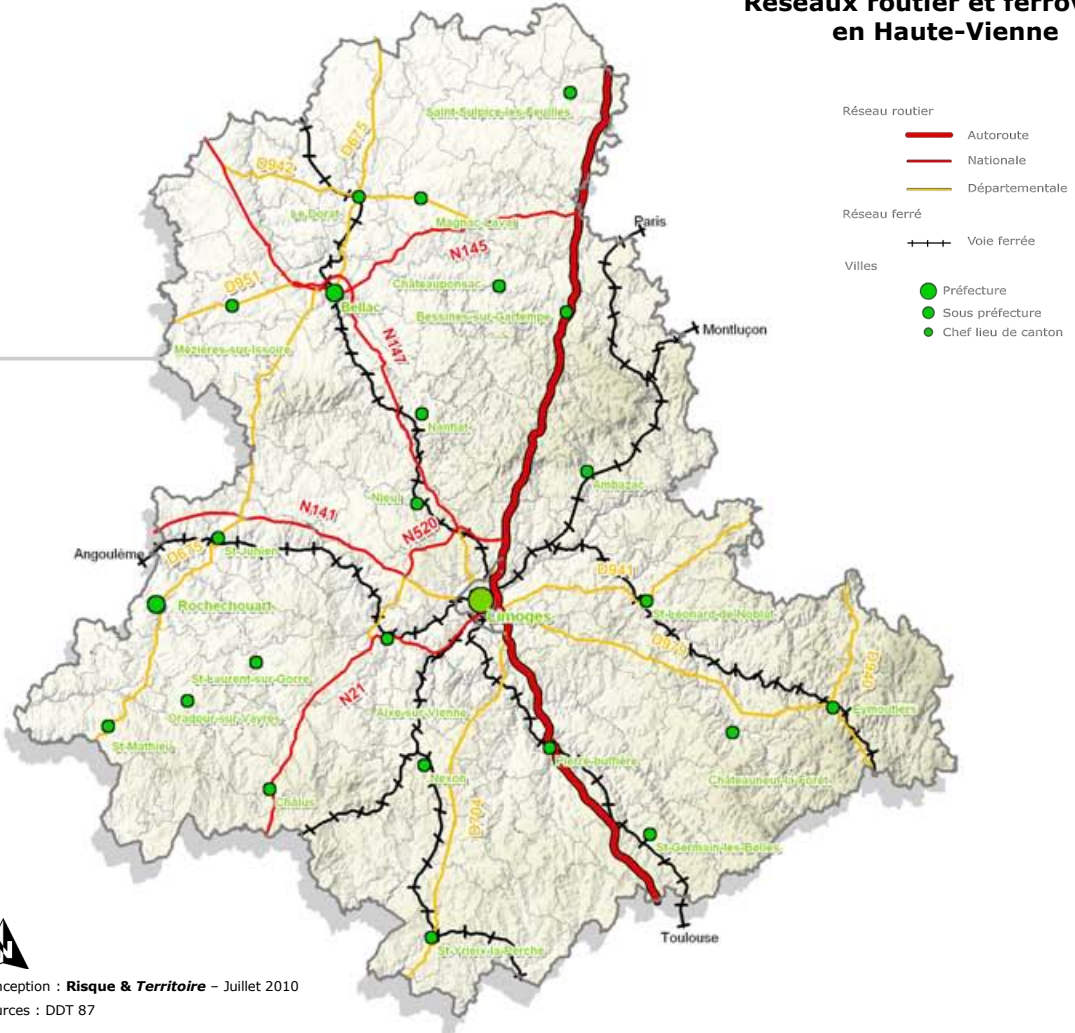 Réseaux routier et
en Haute-Vienne
Réseau routier
Autoroute
Nationale
Départementale
Réseau ferré
Voie ferrée
Villes
Préfecture
Sous préfecture
Chef lieu de canton
Saint-Sulpice-les-Feuilles
D675
D942
Le Dorat
Magnac-Laval
Paris
N145
D951
Châteauponsac
Bellac
Bessines-sur-Gartempe
Montluçon
Mézières-sur-Issoire
N147
Nantiat
Ambazac
Nieul
N141
N520
Angoulême
D675
St-Junien
D941
Rochechouart
Limoges
St-Léonard-de-Noblat
D979
D940
St-Laurent-sur-Gorre
N21
Oradour-sur-Vayres
Aixe-sur-Vienne
Eymoutiers
St-Mathieu
Pierre-buffière
Nexon
Châteauneuf-la-Forêt
Châlus
D704
St-Germain-les-Belles
Toulouse
St-Yrieix-la-Perche
N
: Risque & Territoire – Juillet 2010
: DDT 87